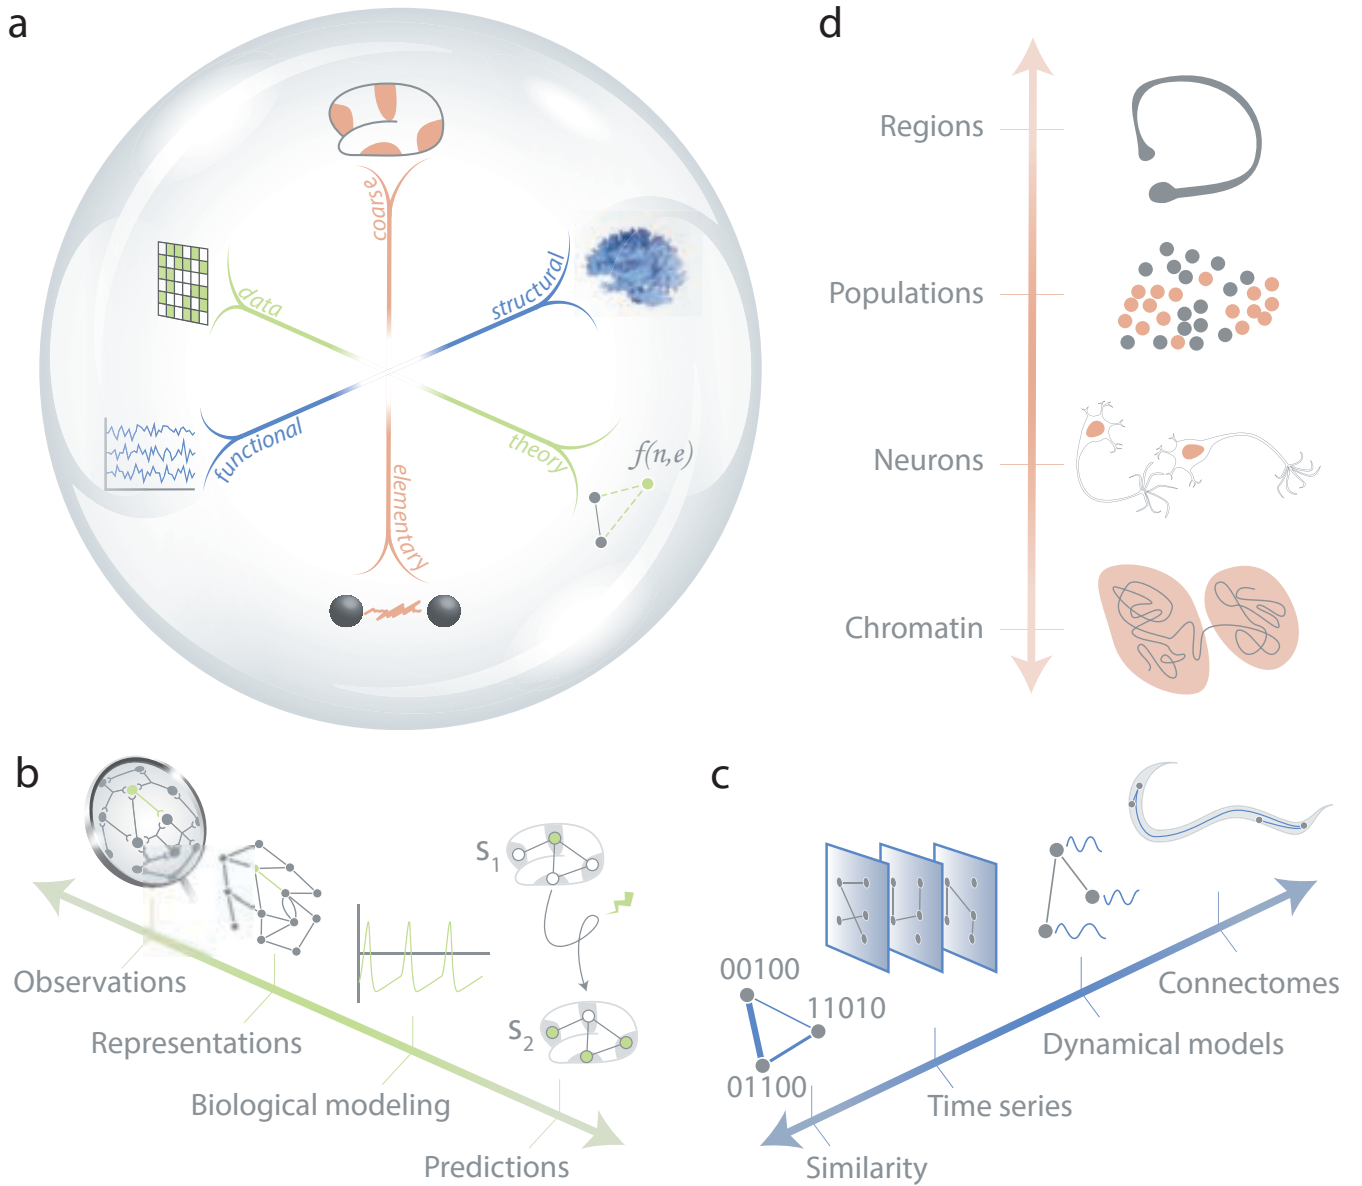 a
coarse
data
structural
functional
theory
f(n,e)
elementary
d
Regions
Populations
Neurons
Chromatin
b
S1
S2
Observations
Representations
Biological modeling
Predictions
c
00100
11010
01100
Connectomes
Dynamical models
Time series
Similarity